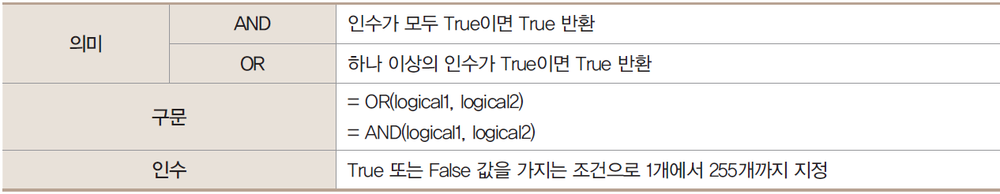 의미
AND
인수가 모두 True이면 True 반환
OR
하나 이상의 인수가 True이면 True 반환
구문
= OR(logical1, logical2)
= AND(logical1, logical2)
인수
True 또는 False 값을 가지는 조건으로 1개에서 255개까지 지정